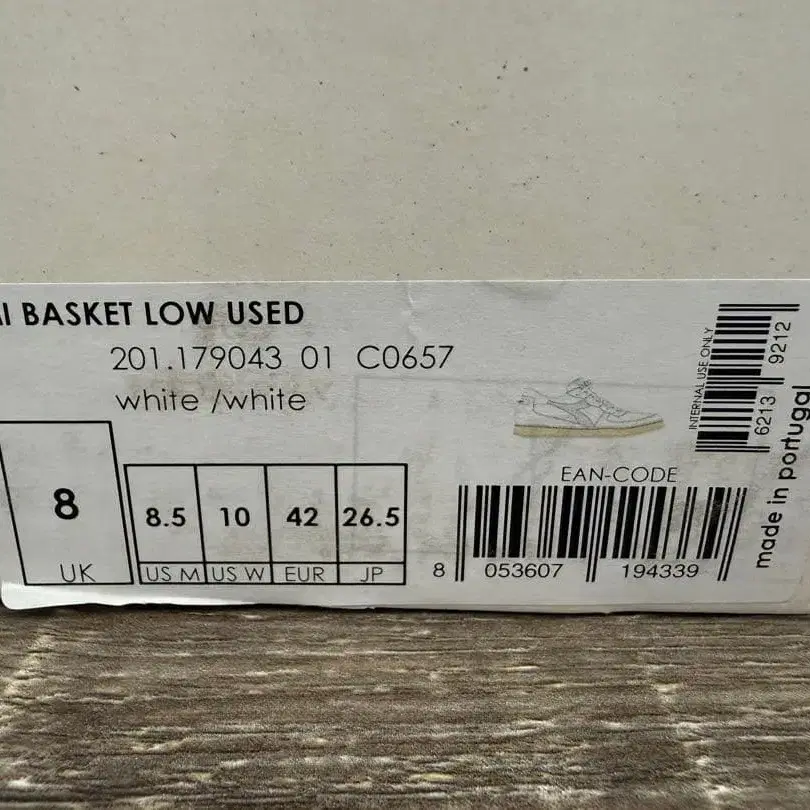 MI BASKET LOW USED
201.179043 01 C0657
white /white
8
UK
8.5 10 42 26.5
US M US W EUR JP
EAN-CODE
8 053607 194339
INTERNAL USE ONLY
6213 9212
made in portugal